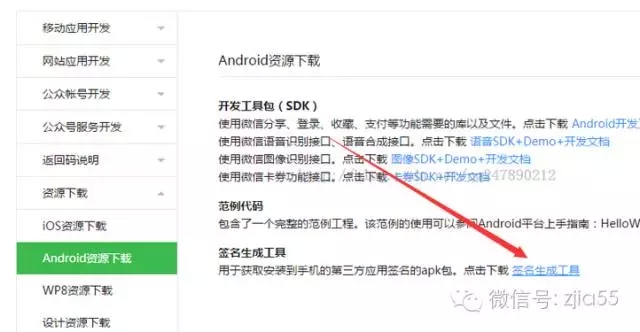 移动应用开发
网站应用开发
公众帐号开发
公众号服务开发
返回码说明
资源下载
iOS资源下载
Android资源下载
WP8资源下载
设计资源下载
Android资源下载
开发工具包（SDK）
使用微信分享、登录、收藏、支付等功能需要的库以及文件。点击下载 Android开发工
使用微信语音识别接口、语音合成接口。点击下载 语音SDK+Demo+开发文档
使用微信图像识别接口。点击下载 图像SDK+Demo+开发文档
使用微信卡券功能接口。点击下载 卡券SDK+开发文档
247890212
范例代码
包含了一个完整的范例工程。该范例的使用可以参阅Android平台上手指南：HelloW
签名生成工具
用于获取安装到手机的第三方应用签名的apk包。点击下载 签名生成工具
微信号: zjia55